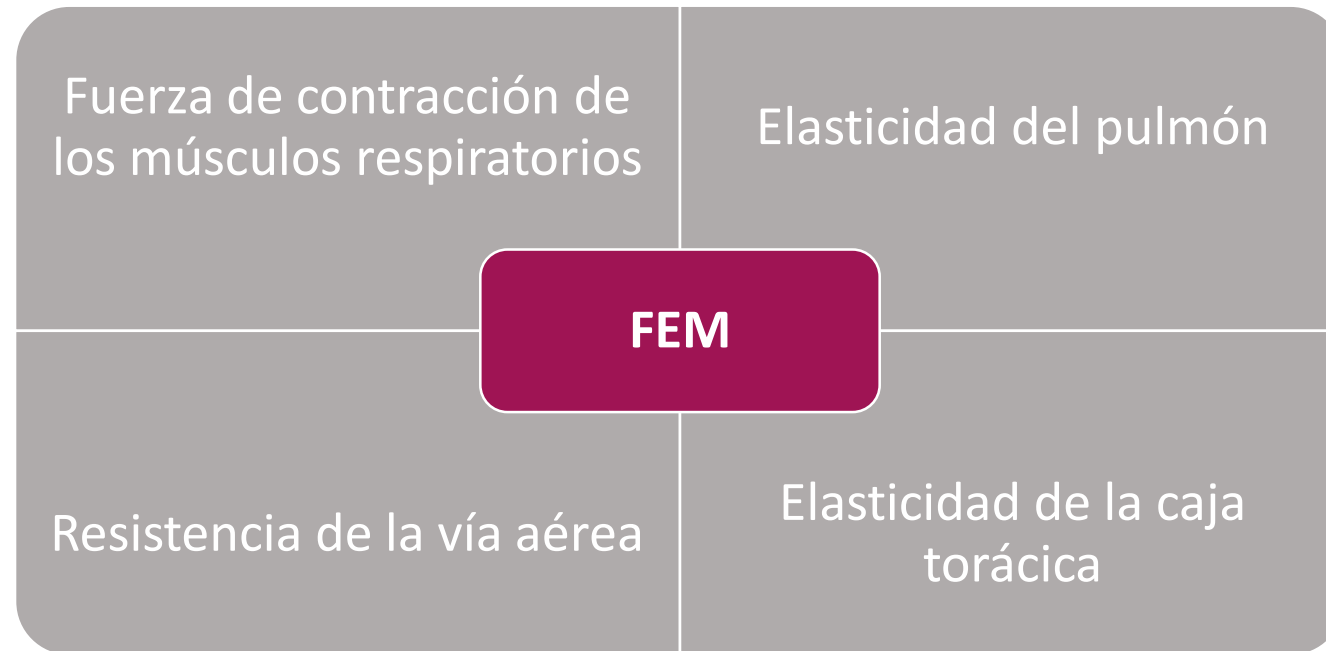 Fuerza de contracción de
los músculos respiratorios
Elasticidad del pulmón
FEM
Resistencia de la vía aérea
Elasticidad de la caja
torácica